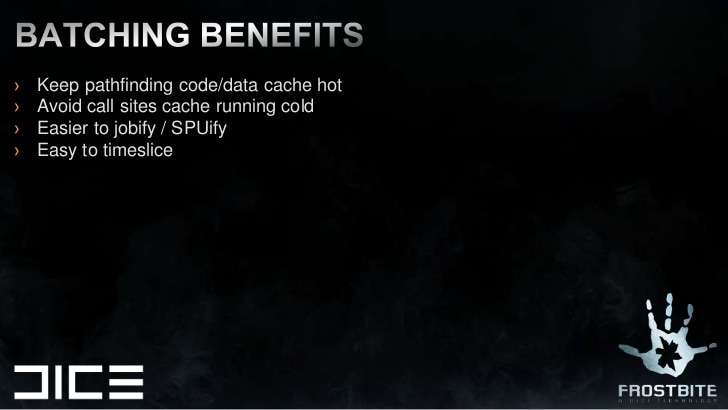 BATCHING BENEFITS
› Keep pathfinding code/data cache hot
› Avoid call sites cache running cold
› Easier to jobify / SPUify
› Easy to timeslice
DICE
FROSTBITE
A DICE TECHNOLOGY